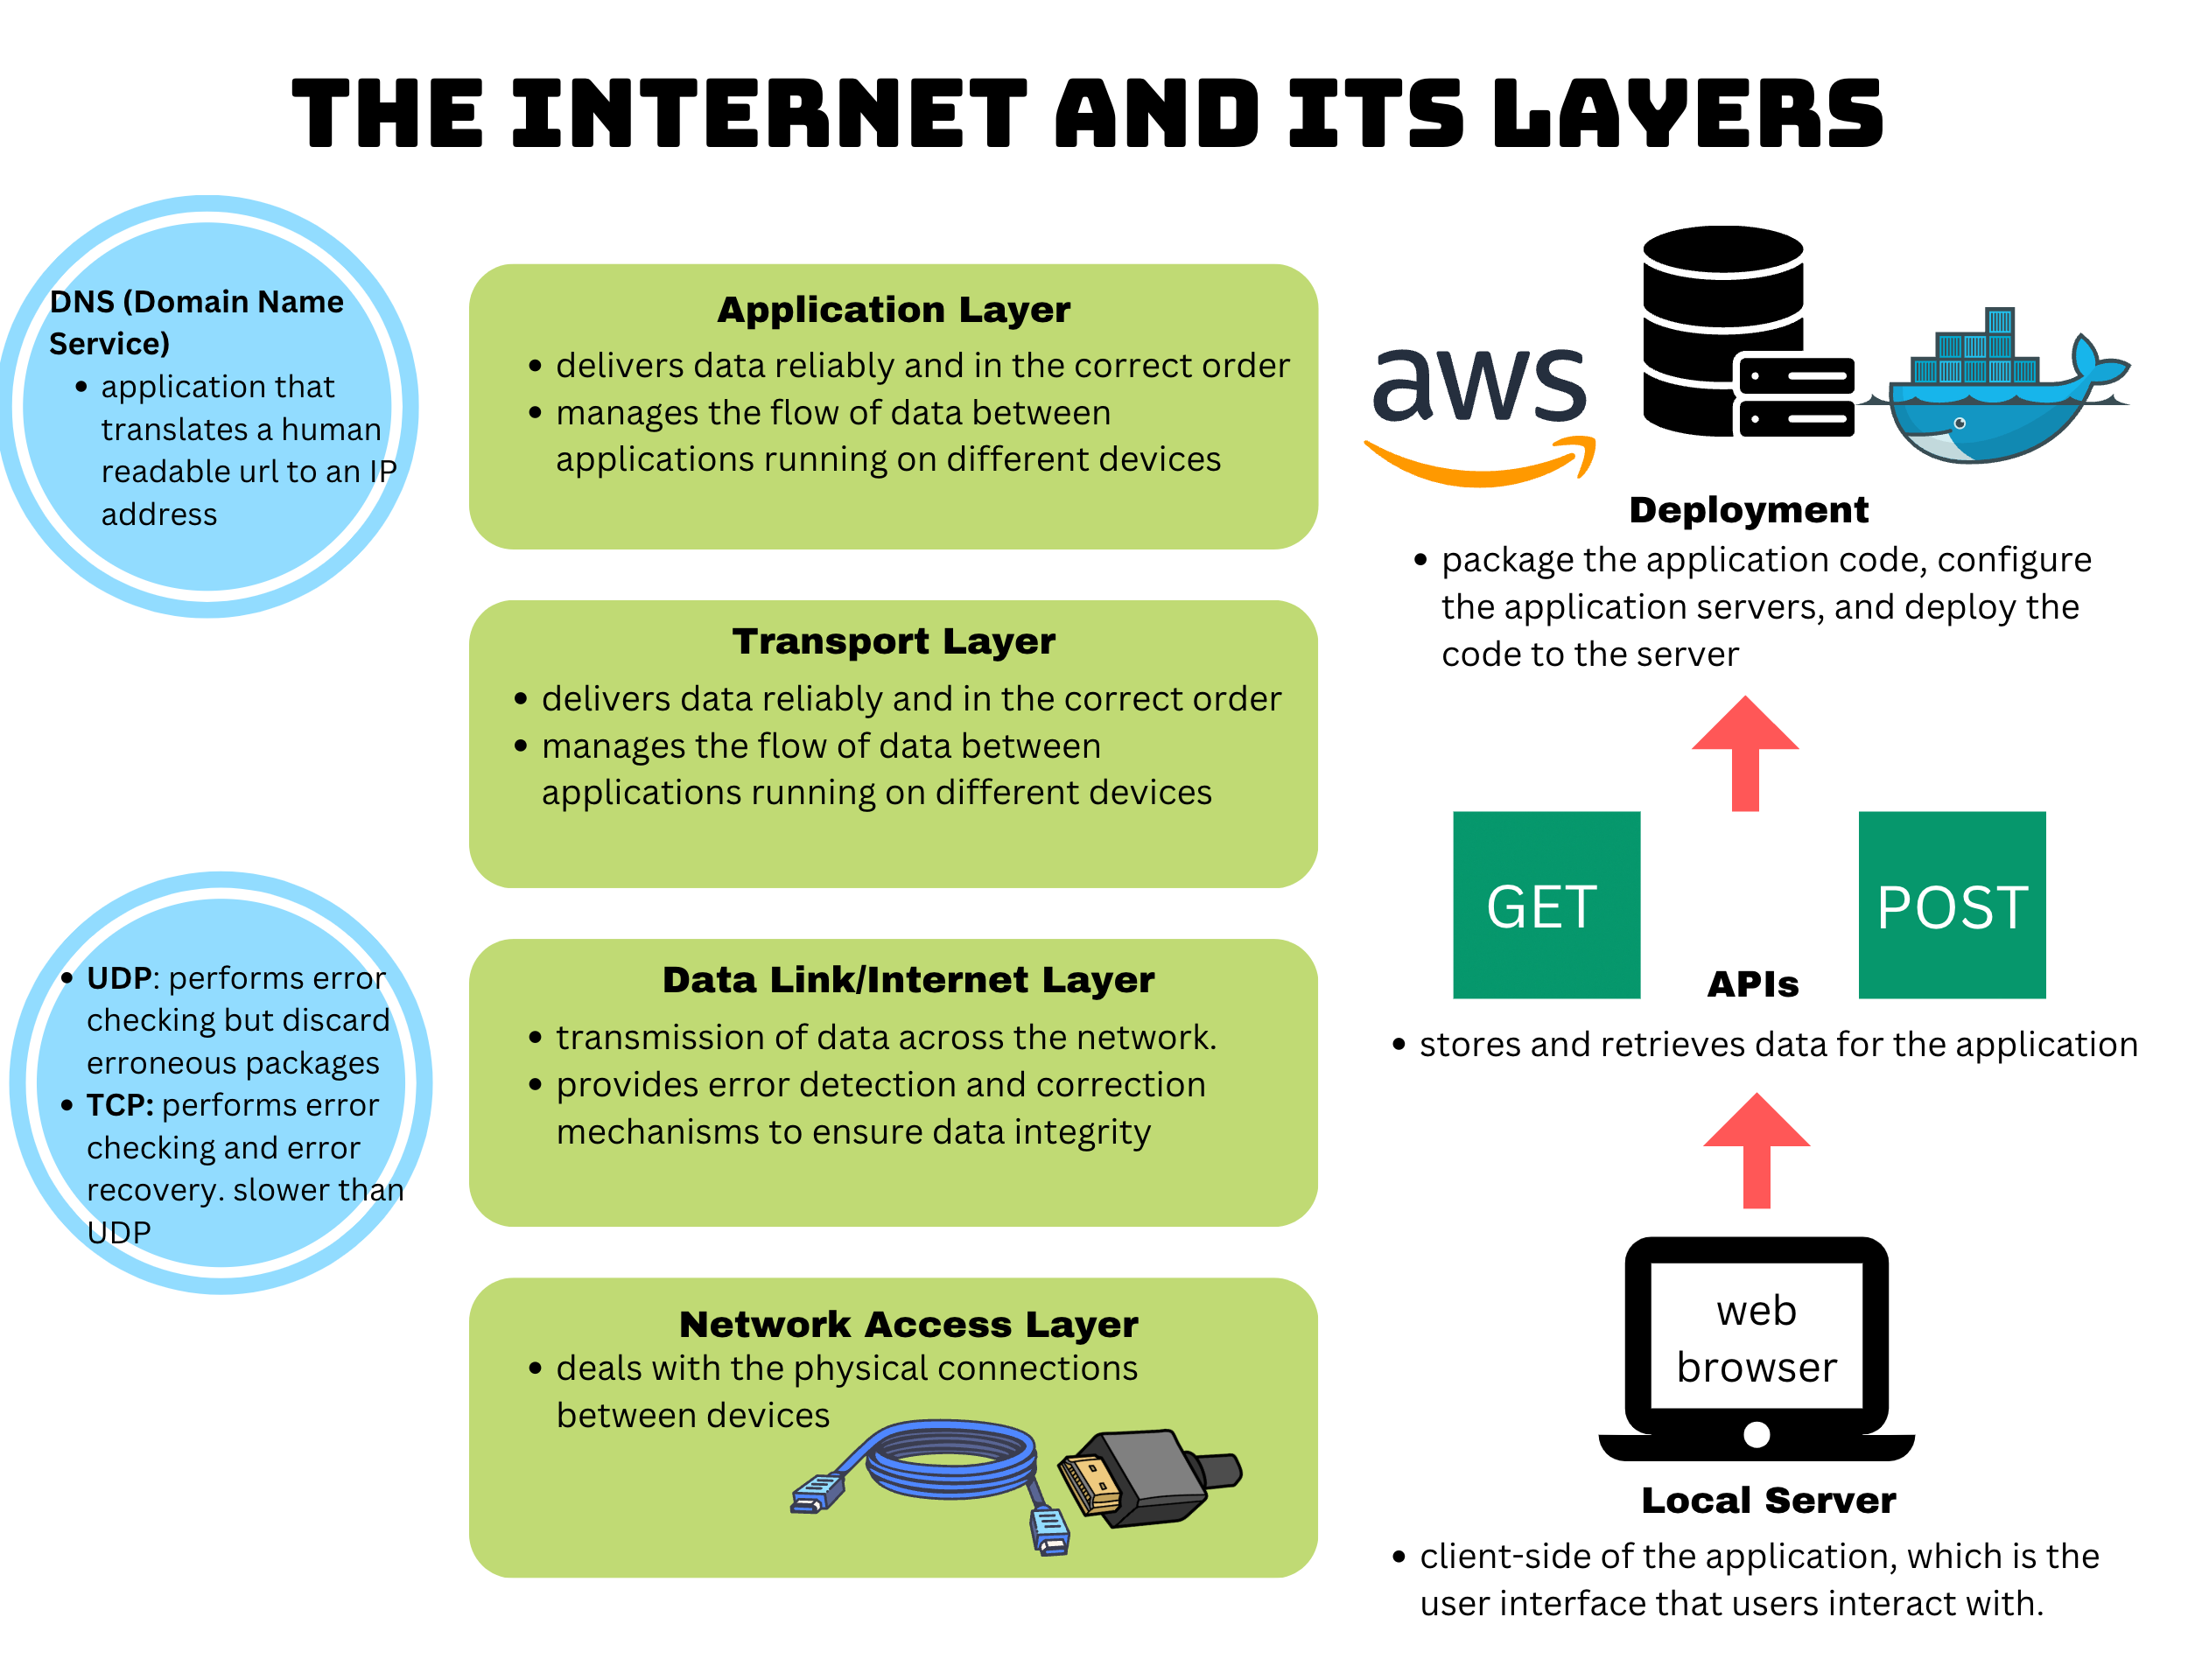 THE INTERNET AND ITS LAYERS
DNS (Domain Name
Service)
• application that
translates a human
readable url to an IP
address
• UDP: performs error
checking but discard
erroneous packages
• TCP: performs error
checking and error
recovery. slower than
UDP
Application Layer
• delivers data reliably and in the correct order
• manages the flow of data between
applications running on different devices
Transport Layer
• delivers data reliably and in the correct order
• manages the flow of data between
applications running on different devices
Data Link/Internet Layer
• transmission of data across the network.
• provides error detection and correction
mechanisms to ensure data integrity
Network Access Layer
• deals with the physical connections
between devices
aws
Deployment
• package the application code, configure
the application servers, and deploy the
code to the server
GET
POST
APIs
• stores and retrieves data for the application
web
browser
Local Server
• client-side of the application, which is the
user interface that users interact with.